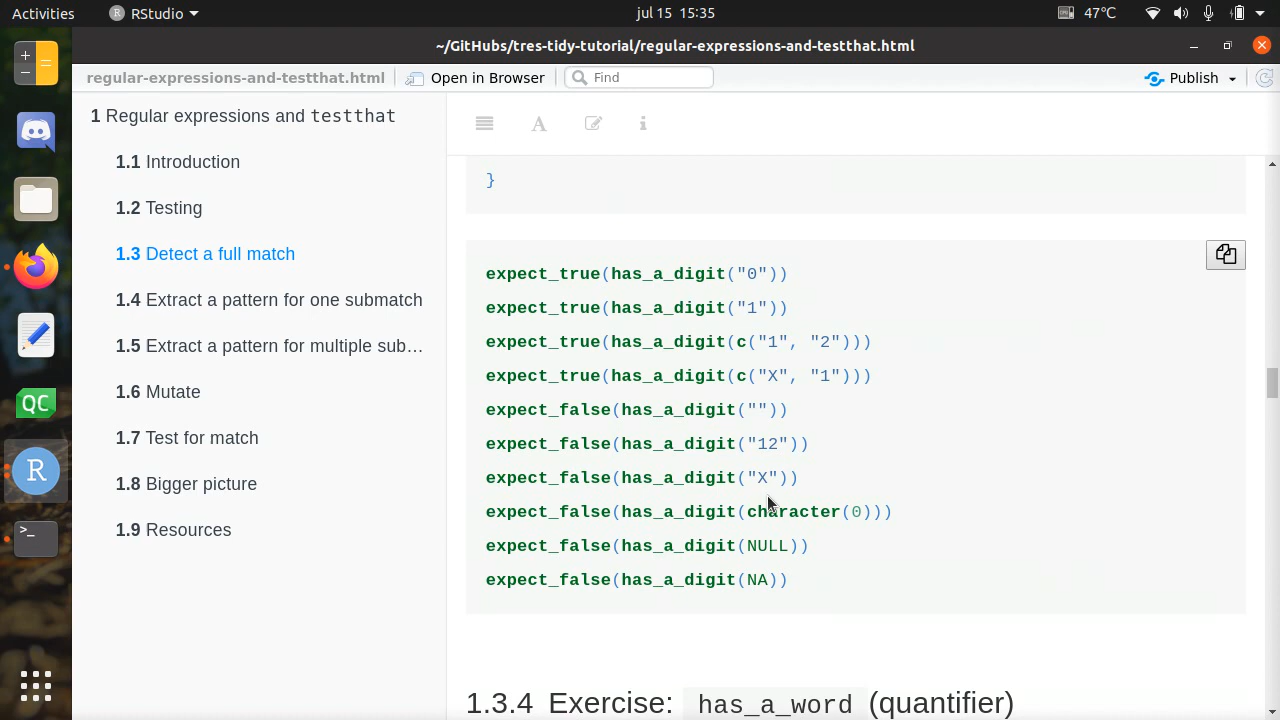 Activities RStudio jul 15 15:35 47°C
~/GitHubs/tres-tidy-tutorial/regular-expressions-and-testthat.html
regular-expressions-and-testthat.html Open in Browser Find Publish
1 Regular expressions and testthat
1.1 Introduction
1.2 Testing
1.3 Detect a full match
1.4 Extract a pattern for one submatch
1.5 Extract a pattern for multiple sub…
1.6 Mutate
1.7 Test for match
1.8 Bigger picture
1.9 Resources
A
}
expect_true(has_a_digit("0"))
expect_true(has_a_digit("1"))
expect_true(has_a_digit(c("1", "2")))
expect_true(has_a_digit(c("X", "1")))
expect_false(has_a_digit(""))
expect_false(has_a_digit("12"))
expect_false(has_a_digit("X"))
expect_false(has_a_digit(character(0)))
expect_false(has_a_digit(NULL))
expect_false(has_a_digit(NA))
1.3.4 Exercise: has_a_word (quantifier)
QC
R
>_